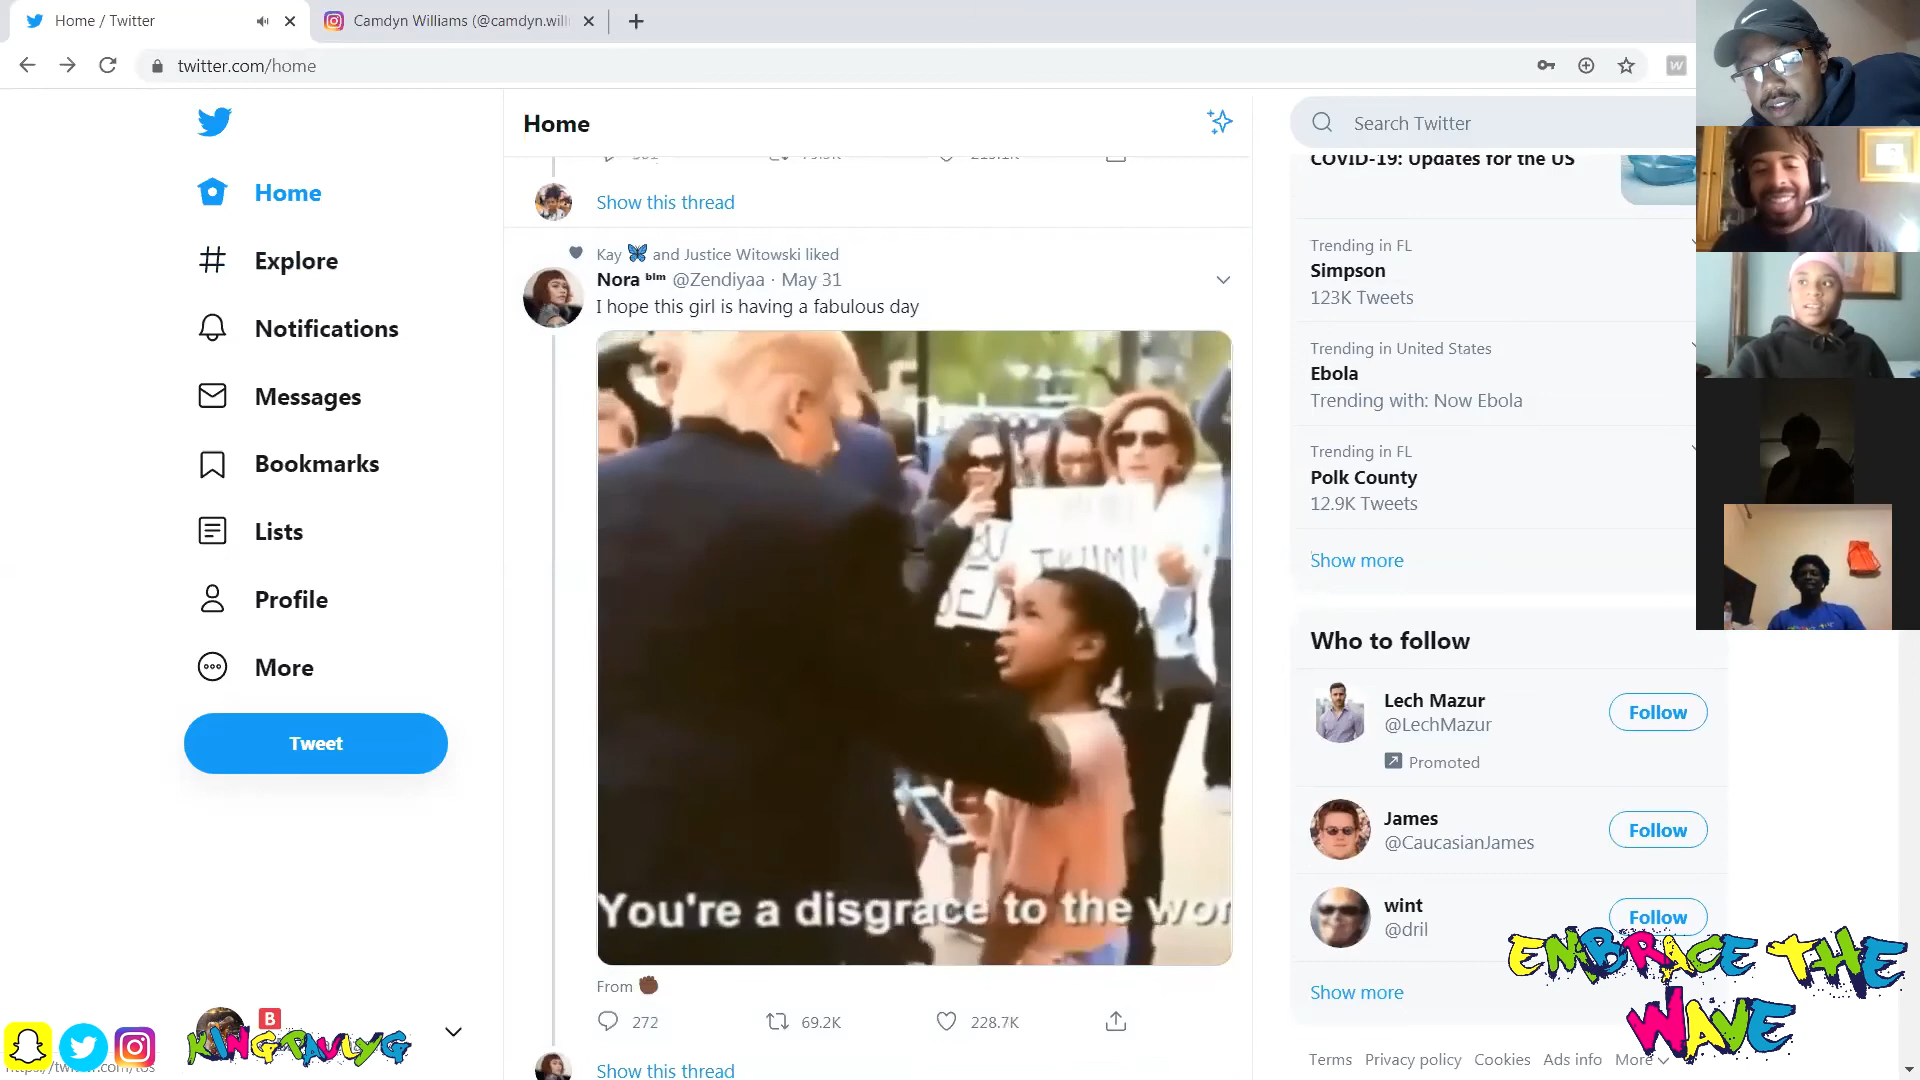 Home / Twitter
Camdyn Williams (@camdyn.will
twitter.com/home
Home
Search Twitter
COVID-19: Updates for the US
Home
Explore
Notifications
Messages
Bookmarks
Lists
Profile
More
Tweet
Show this thread
Kay and Justice Witowski liked
Nora blm @Zendiyaa · May 31
I hope this girl is having a fabulous day
TRUMP
You're a disgrace to the wor
From
272 69.2K 228.7K
Show this thread
Trending in FL
Simpson
123K Tweets
Trending in United States
Ebola
Trending with: Now Ebola
Trending in FL
Polk County
12.9K Tweets
Show more
Who to follow
Lech Mazur
@LechMazur
Follow
Promoted
James
@CaucasianJames
Follow
wint
@dril
Follow
Show more
Terms Privacy policy Cookies Ads info More
B
KINGPAULYG
EMBRACE THE
WAVE